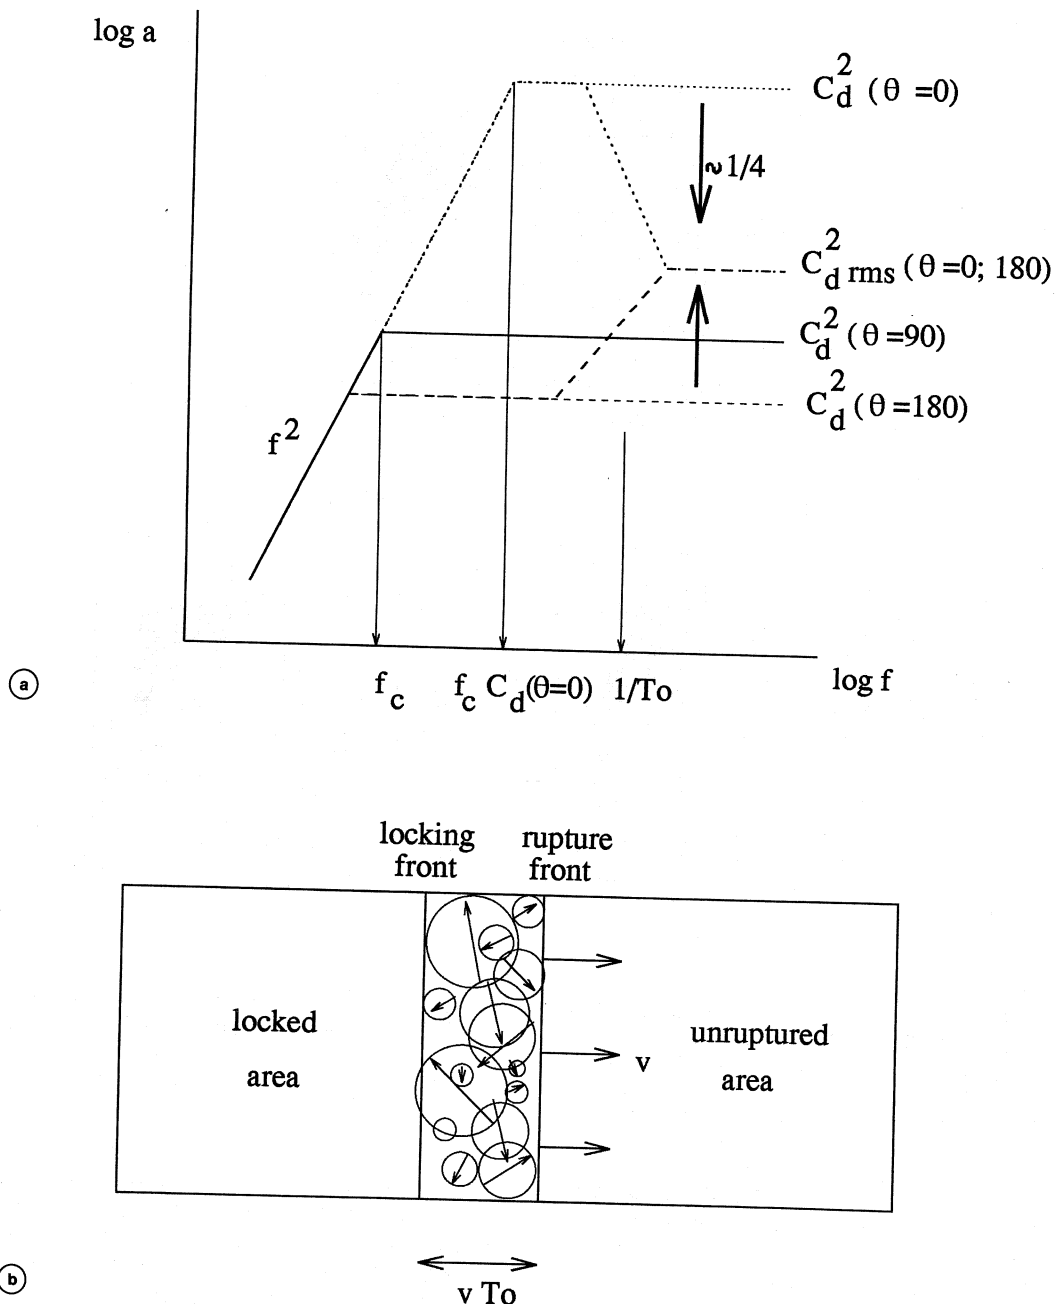 log a
C_d^2 (θ =0)
≈ 1/4
C_d^2 rms (θ =0; 180)
C_d^2 (θ =90)
C_d^2 (θ =180)
f^2
f_c
f_c C_d(θ=0)
1/To
log f
a
locking
front
rupture
front
locked
area
unruptured
area
v
v To
b